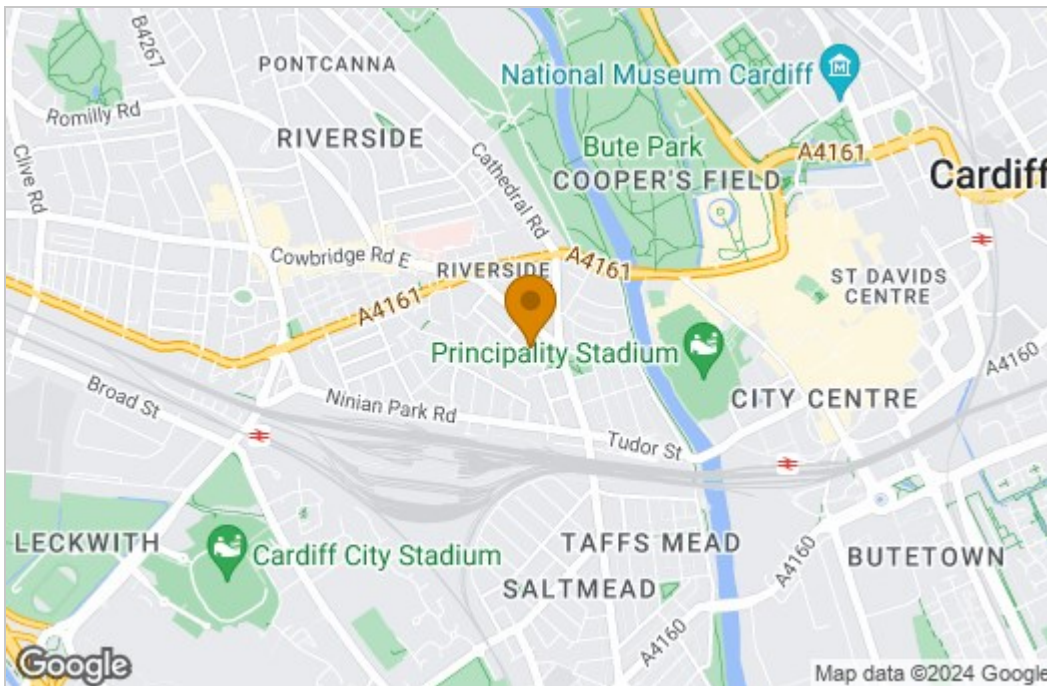 B4267
PONTCANNA
National Museum Cardiff
Romilly Rd
RIVERSIDE
Bute Park
A4161
COOPER'S FIELD
Cardiff
Clive Rd
Cathedral Rd
Cowbridge Rd E
RIVERSIDE
A4161
ST DAVIDS
CENTRE
A4161
Principality Stadium
A4160
Broad St
Ninian Park Rd
CITY CENTRE
Tudor St
LECKWITH
Cardiff City Stadium
TAFFS MEAD
BUTETOWN
A4160
SALTMEAD
A4160
Google
Map data ©2024 Google